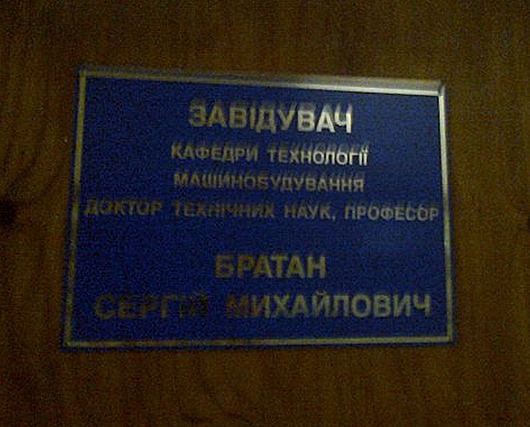 ЗАВІДУВАЧ
КАФЕДРИ ТЕХНОЛОГІЇ
МАШИНОБУДУВАННЯ
ДОКТОР ТЕХНІЧНИХ НАУК, ПРОФЕСОР
БРАТАН
СЕРГІЙ МИХАЙЛОВИЧ